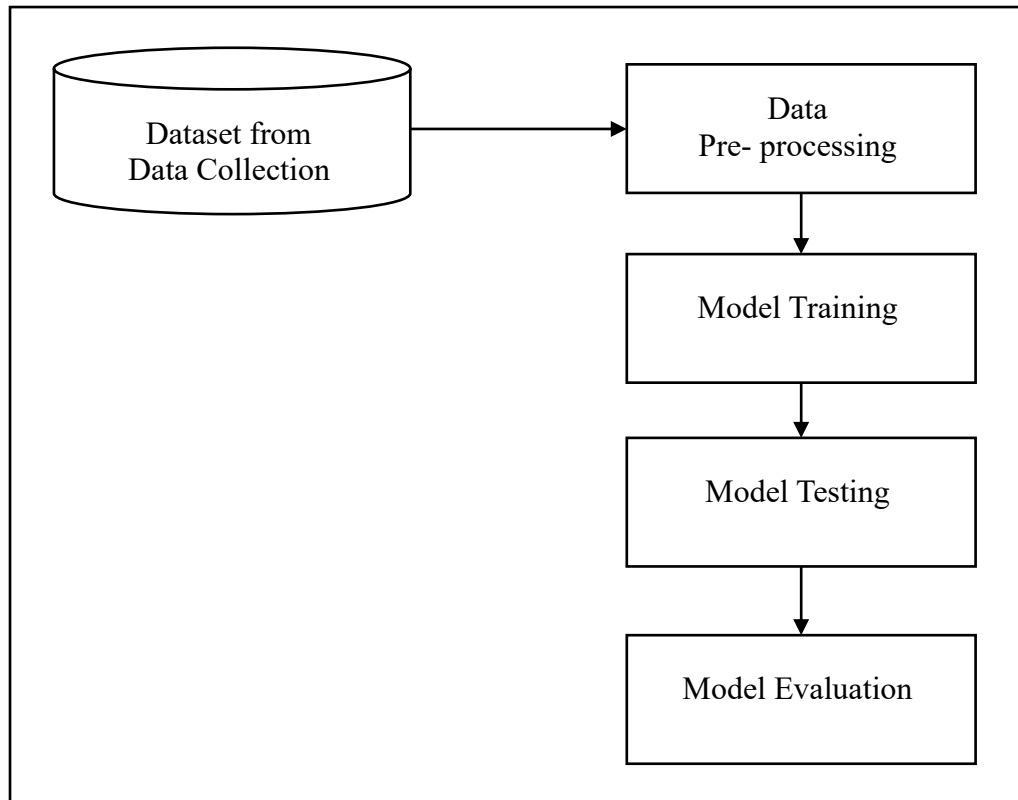 Dataset from
Data Collection
Data
Pre- processing
Model Training
Model Testing
Model Evaluation